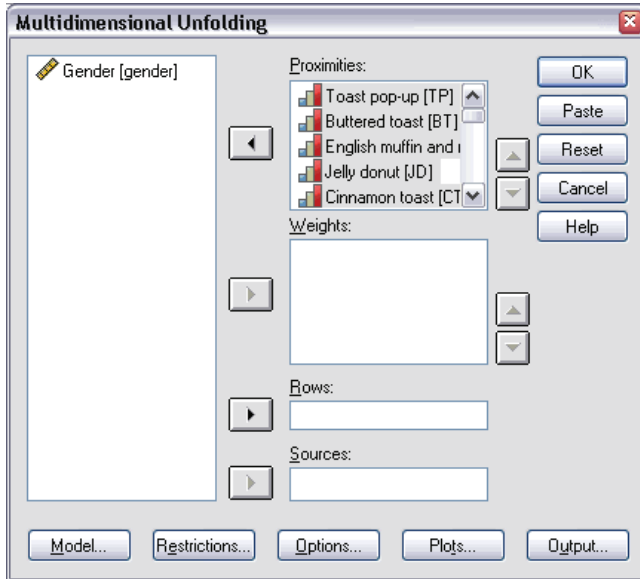 Multidimensional Unfolding
Gender [gender]
Proximities:
Toast pop-up [TP]
Buttered toast [BT]
English muffin and
Jelly donut [JD]
Cinnamon toast [CT
Weights:
Rows:
Sources:
OK
Paste
Reset
Cancel
Help
Model...
Restrictions...
Options...
Plots...
Output...